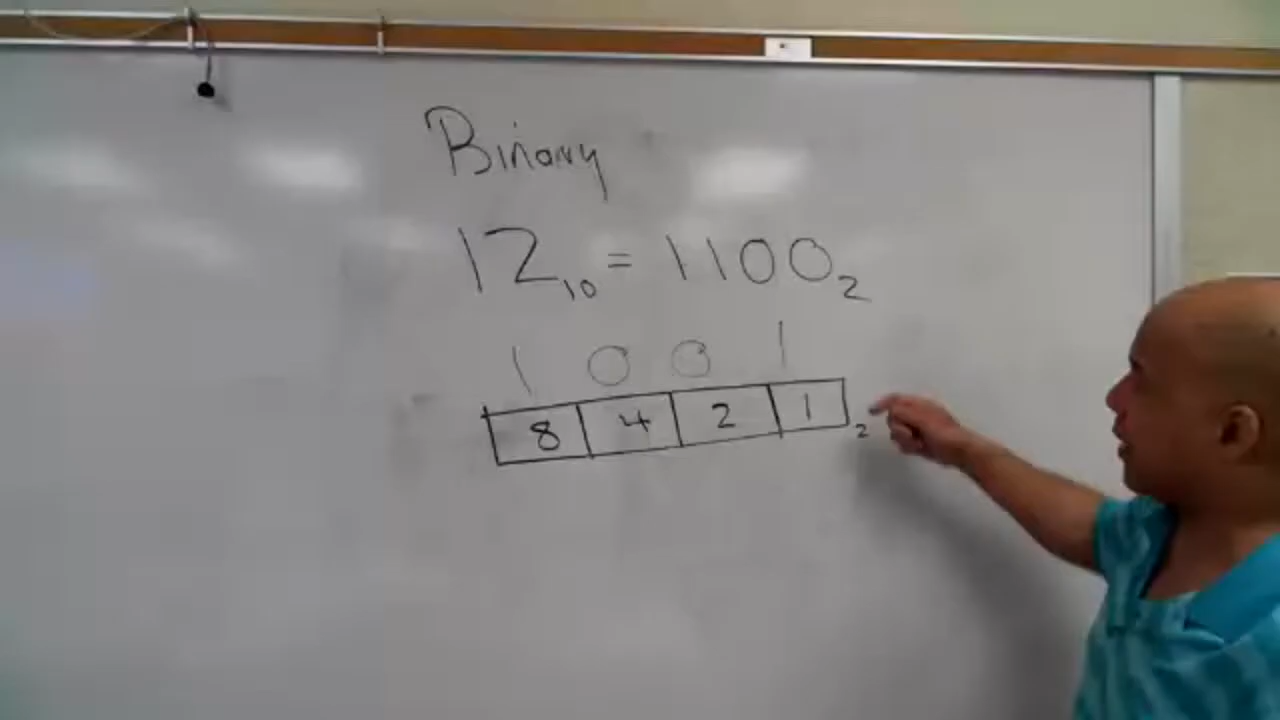 Binary
12₁₀ = 1100₂
1 0 0 1
8 4 2 1 ₂